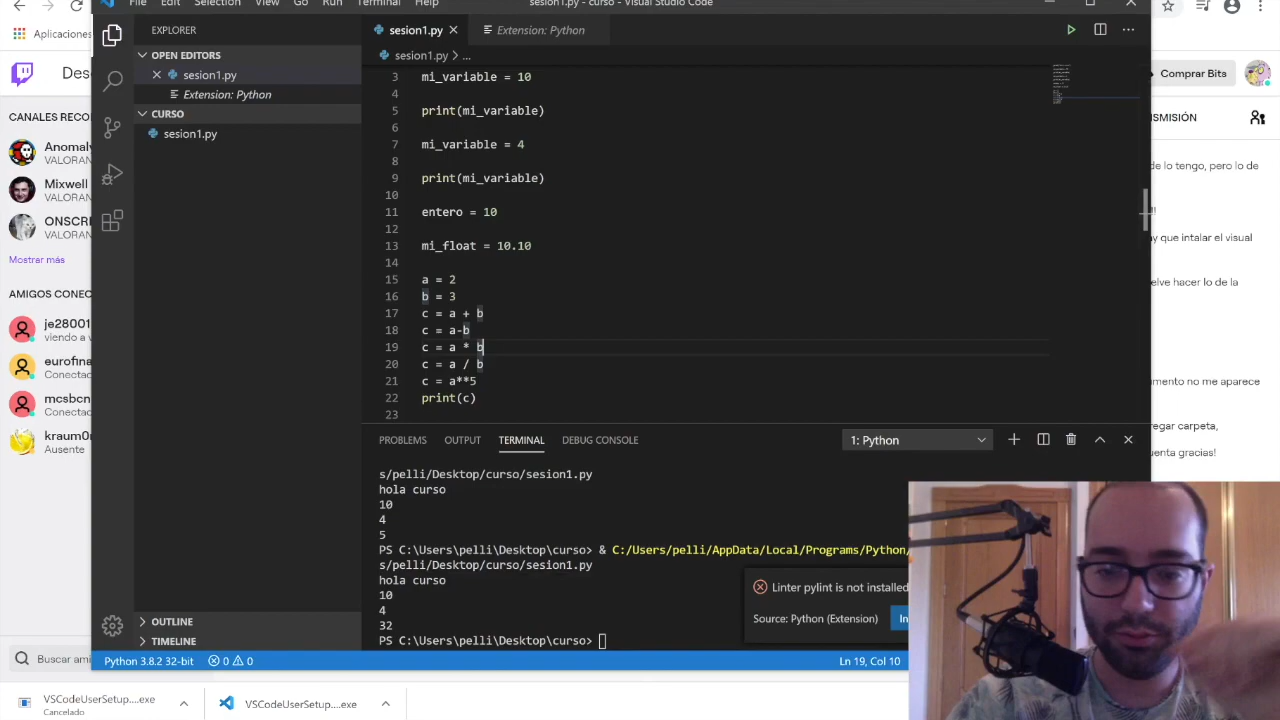 File Edit Selection View Go Run Terminal Help
sesion1.py - curso - Visual Studio Code
Aplicaciones
EXPLORER
sesion1.py
Extension: Python
OPEN EDITORS
sesion1.py
Extension: Python
CURSO
sesion1.py
sesion1.py > ...
3 mi_variable = 10
4
5 print(mi_variable)
6
7 mi_variable = 4
8
9 print(mi_variable)
10
11 entero = 10
12
13 mi_float = 10.10
14
15 a = 2
16 b = 3
17 c = a + b
18 c = a-b
19 c = a * b
20 c = a / b
21 c = a**5
22 print(c)
23
PROBLEMS OUTPUT TERMINAL DEBUG CONSOLE
1: Python
s/pelli/Desktop/curso/sesion1.py
hola curso
10
4
5
PS C:\Users\pelli\Desktop\curso> & C:/Users/pelli/AppData/Local/Programs/Python/
s/pelli/Desktop/curso/sesion1.py
hola curso
10
4
32
PS C:\Users\pelli\Desktop\curso>
Linter pylint is not installed
Source: Python (Extension)
In
OUTLINE
TIMELINE
Python 3.8.2 32-bit
0 0
Ln 19, Col 10
Des
CANALES RECO
Anomaly
VALORAN
Mixwell
VALORAN
ONSCR
VALORAN
Mostrar más
AMIGOS CONEC
je28001
viendo a
eurofina
Conectad
mcsbcn
Conectad
kraum0
Ausente
Buscar ami
Comprar Bits
SMISIÓN
de lo tengo, pero lo de
!!
ay que intalar el visual
elve hacer lo de la
umento no me aparece
regar carpeta,
uenta gracias!
VSCodeUserSetup....exe
Cancelado
VSCodeUserSetup....exe